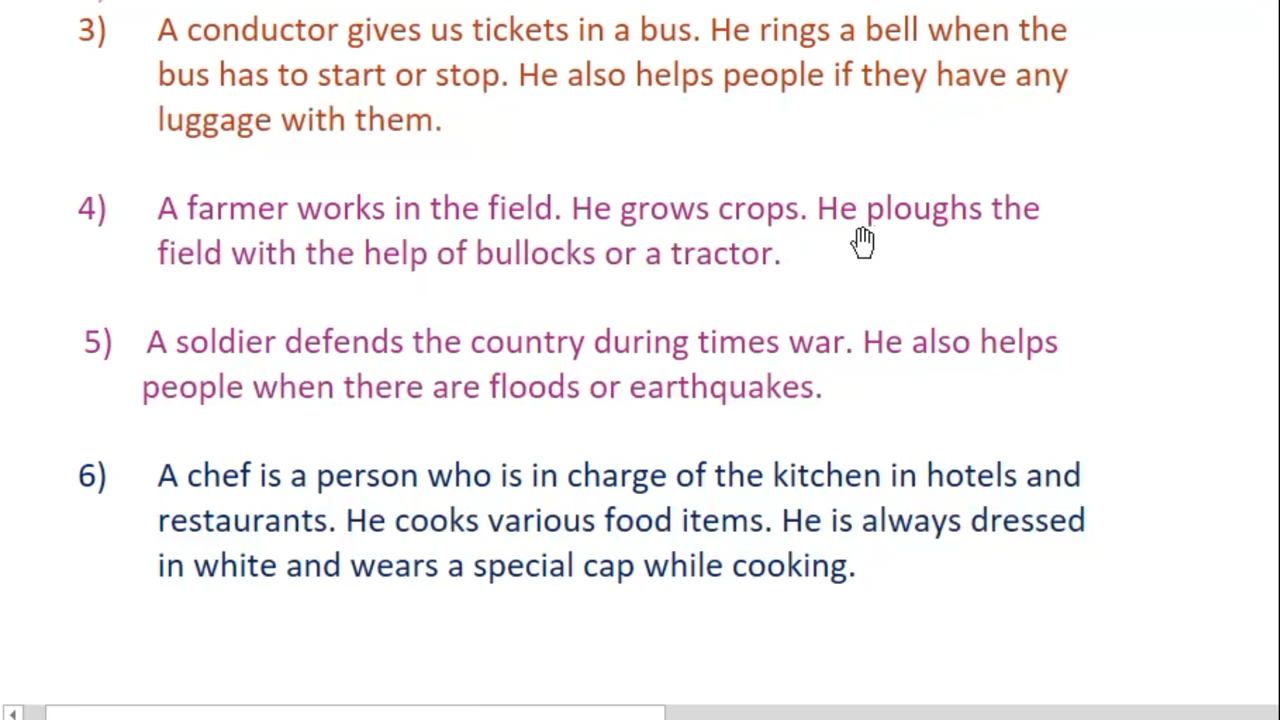 3) A conductor gives us tickets in a bus. He rings a bell when the
bus has to start or stop. He also helps people if they have any
luggage with them.
4) A farmer works in the field. He grows crops. He ploughs the
field with the help of bullocks or a tractor.
5) A soldier defends the country during times war. He also helps
people when there are floods or earthquakes.
6) A chef is a person who is in charge of the kitchen in hotels and
restaurants. He cooks various food items. He is always dressed
in white and wears a special cap while cooking.